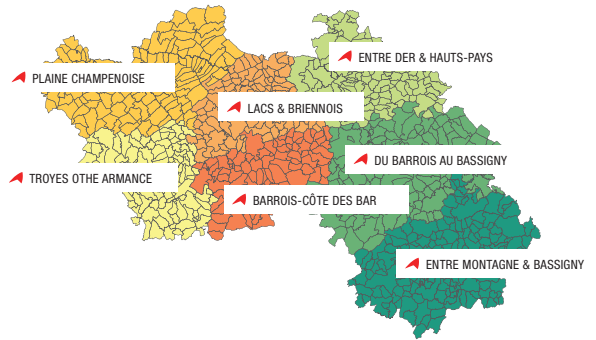 ENTRE DER & HAUTS-PAYS
PLAINE CHAMPENOISE
LACS & BRIENNOIS
DU BARROIS AU BASSIGNY
TROYES OTHE ARMANCE
BARROIS-CÔTE DES BAR
ENTRE MONTAGNE & BASSIGNY